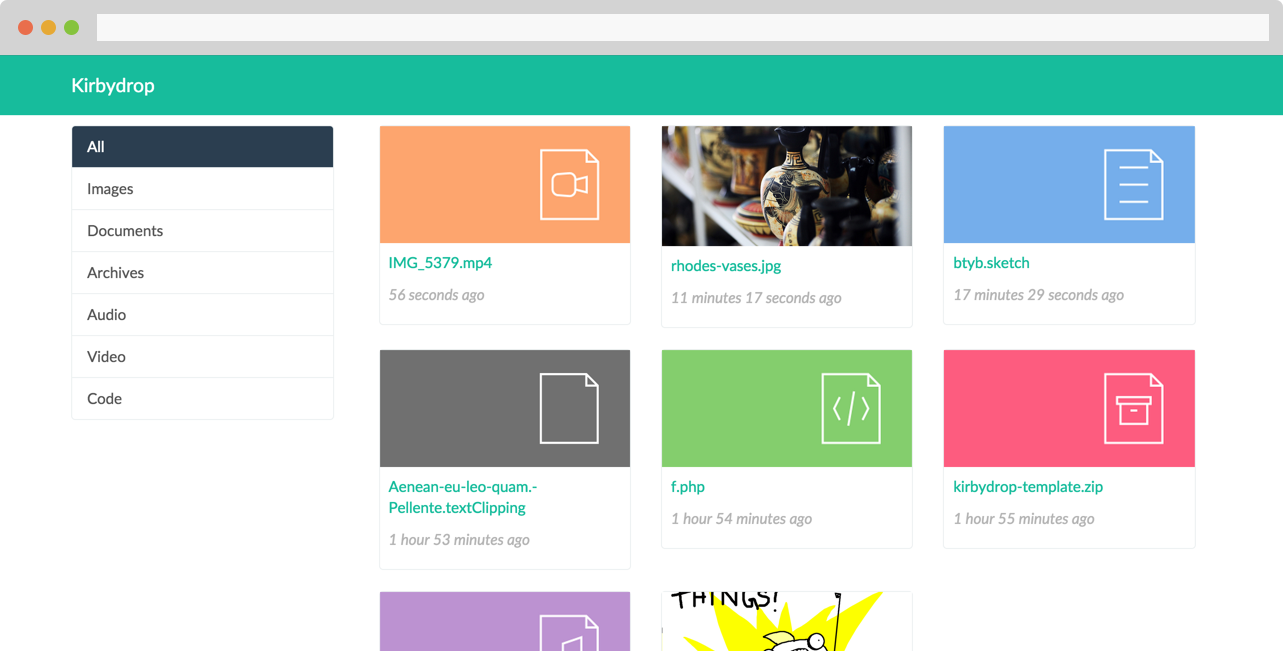 Kirbydrop
All
Images
Documents
Archives
Audio
Video
Code
IMG_5379.mp4
56 seconds ago
rhodes-vases.jpg
11 minutes 17 seconds ago
btyb.sketch
17 minutes 29 seconds ago
Aenean-eu-leo-quam.-
Pellente.textClipping
1 hour 53 minutes ago
f.php
1 hour 54 minutes ago
kirbydrop-template.zip
1 hour 55 minutes ago
THINGS!